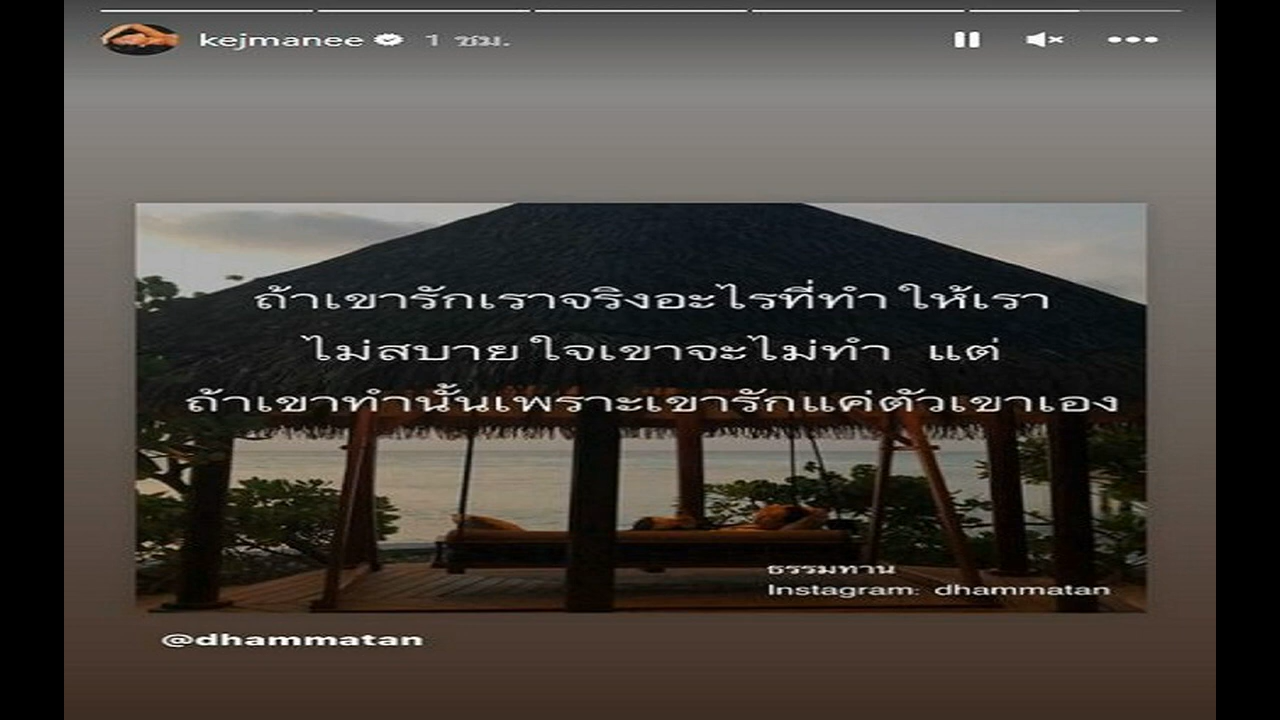 kejmanee 1 ชม.
ถ้าเขารักเราจริงอะไรที่ทำ ให้เรา
ไม่สบาย ใจเขาจะไม่ทำ แต่
ถ้าเขาทำนั้นเพราะเขารักแค่ตัวเขาเอง
ธรรมทาน
Instagram: dhammatan
@dhammatan